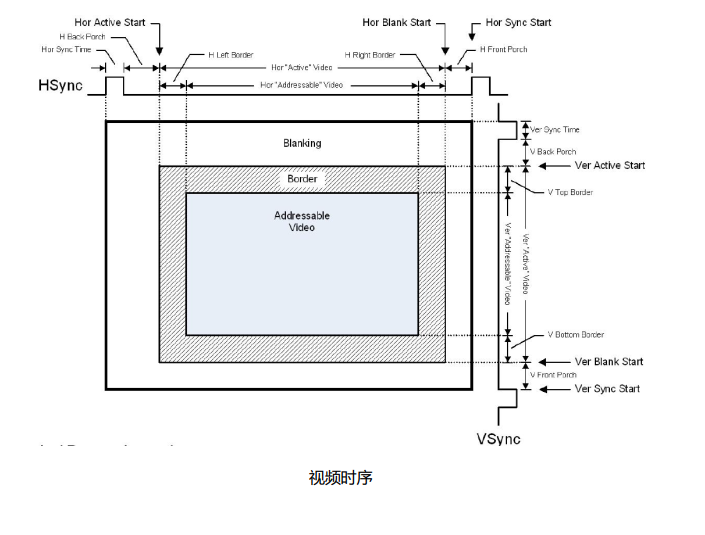 Hor Active Start
Hor Blank Start
Hor Sync Start
H Back Porch
Hor Sync Time
H Left Border
H Right Border
H Front Porch
Hor "Active" Video
HSync
Hor "Addressable" Video
Blanking
Ver Sync Time
V Back Porch
Ver Active Start
Border
V Top Border
Addressable
Video
Ver "Addressable" Video
Ver "Active" Video
V Bottom Border
Ver Blank Start
V Front Porch
Ver Sync Start
VSync
视频时序